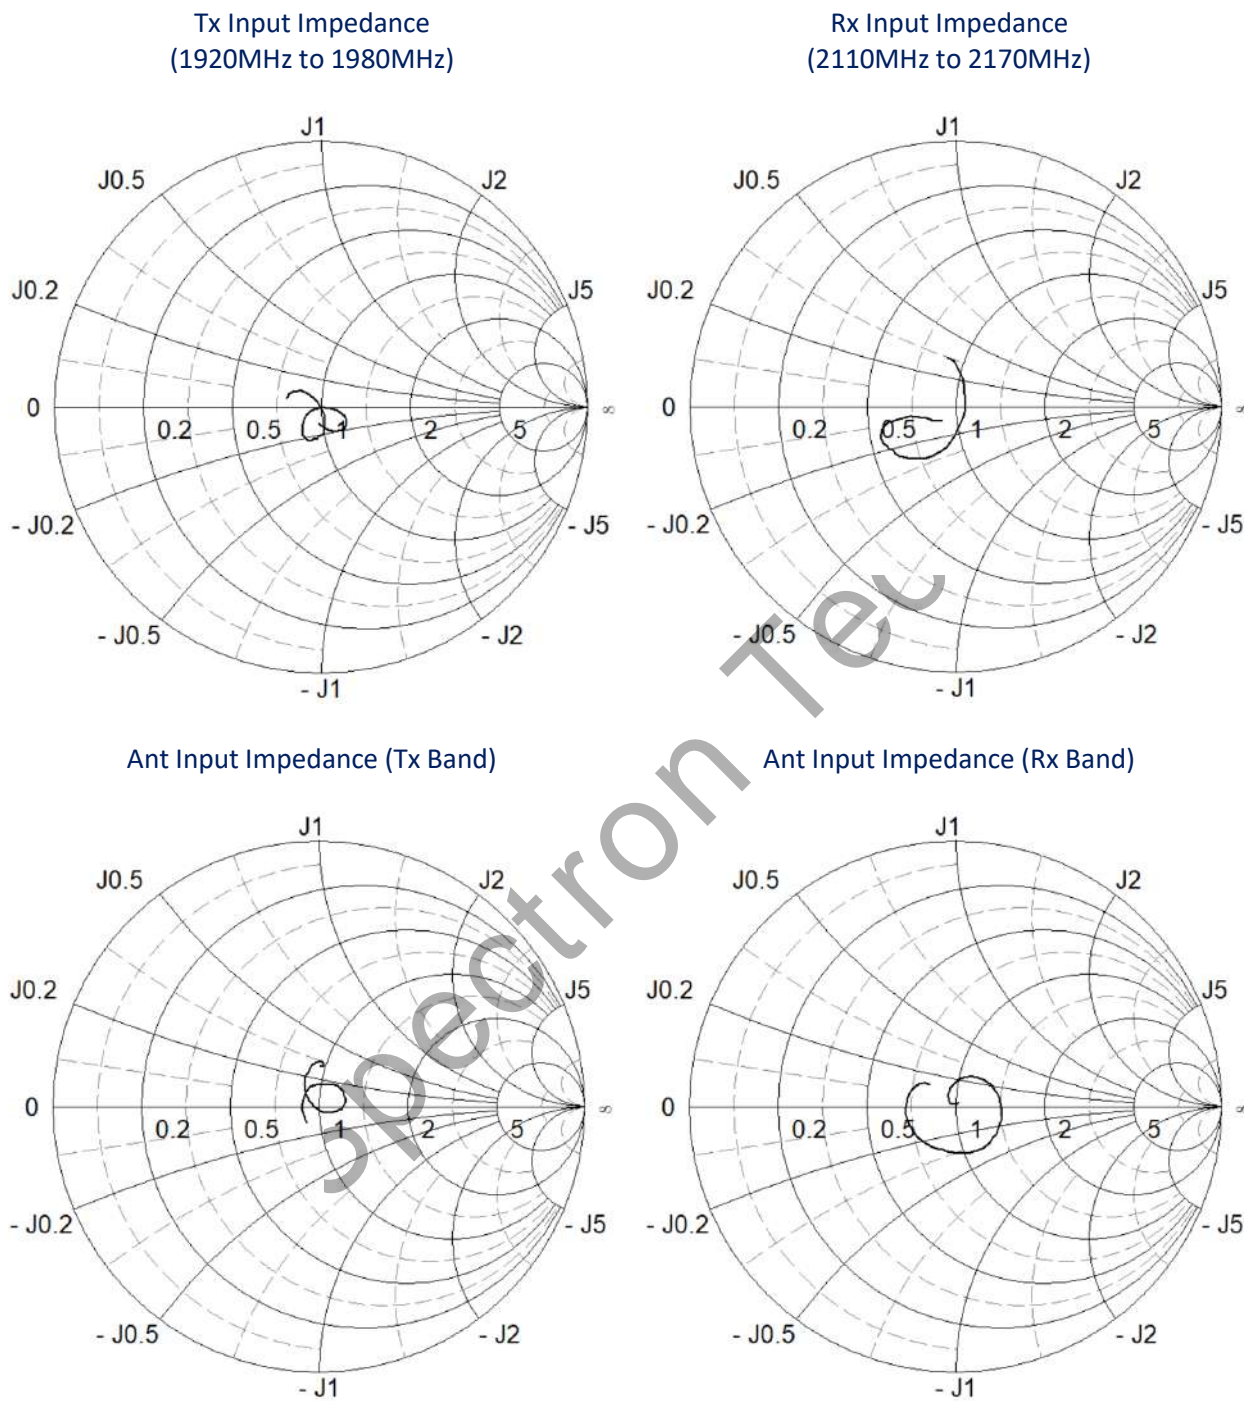 Tx Input Impedance
(1920MHz to 1980MHz)
J1
J0.5
J2
J0.2
J5
0
0.2
0.5
1
2
5
∞
- J0.2
- J5
- J0.5
- J2
- J1
Rx Input Impedance
(2110MHz to 2170MHz)
J1
J0.5
J2
J0.2
J5
0
0.2
0.5
1
2
5
∞
- J0.2
- J5
- J0.5
- J2
- J1
Ant Input Impedance (Tx Band)
J1
J0.5
J2
J0.2
J5
0
0.2
0.5
1
2
5
∞
- J0.2
- J5
- J0.5
- J2
- J1
Ant Input Impedance (Rx Band)
J1
J0.5
J2
J0.2
J5
0
0.2
0.5
1
2
5
∞
- J0.2
- J5
- J0.5
- J2
- J1
Spectron Tec